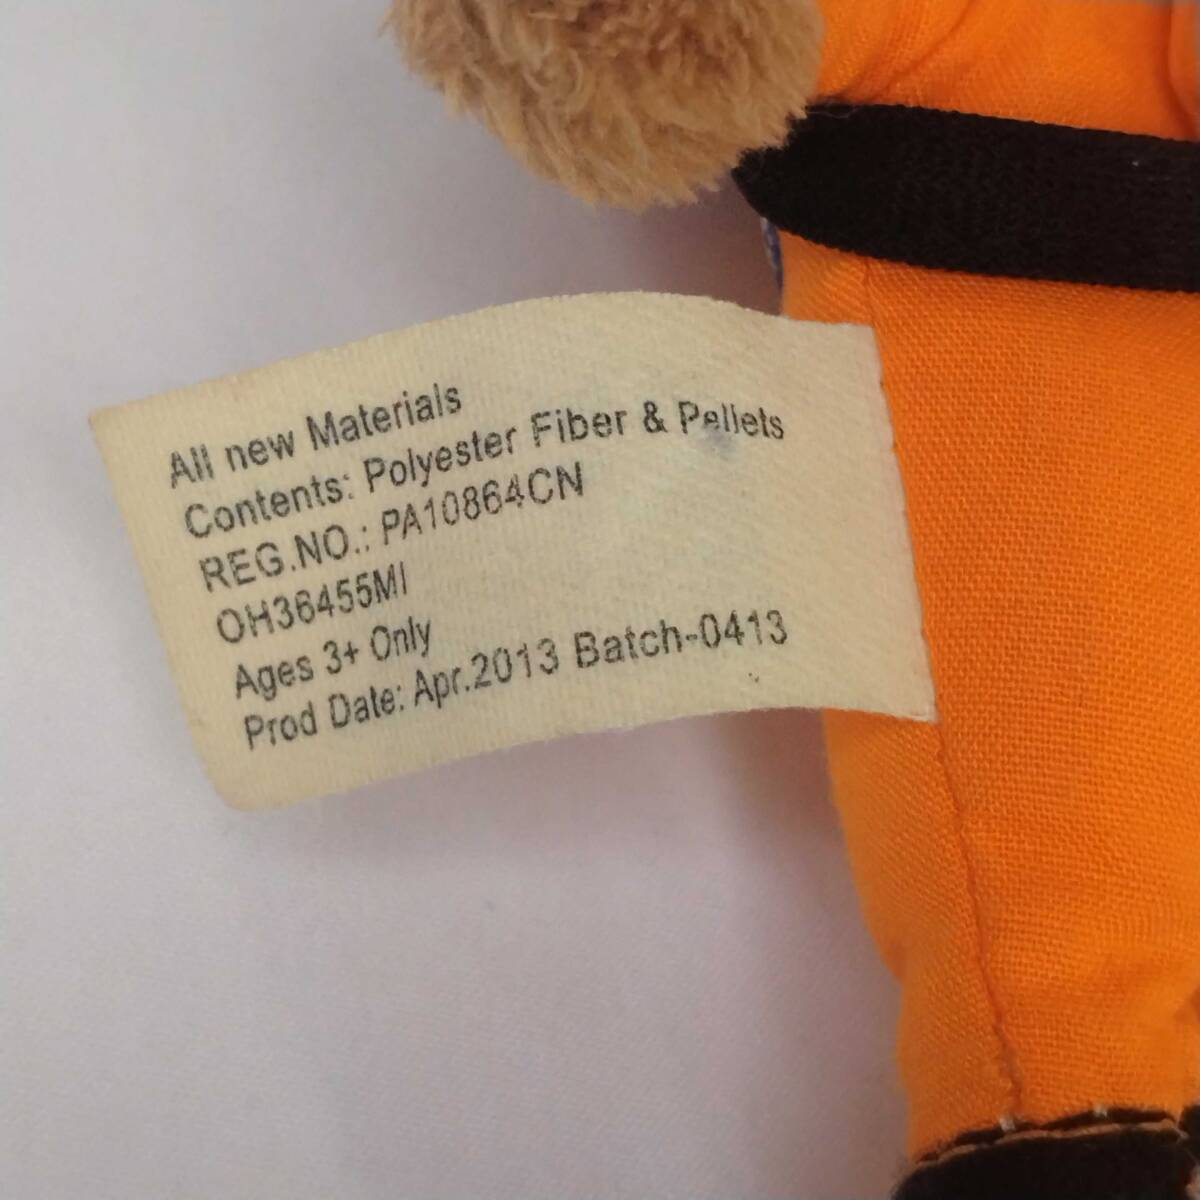 All new Materials
Contents: Polyester Fiber & Pellets
REG.NO.: PA10864CN
OH36455MI
Ages 3+ Only
Prod Date: Apr.2013 Batch-0413